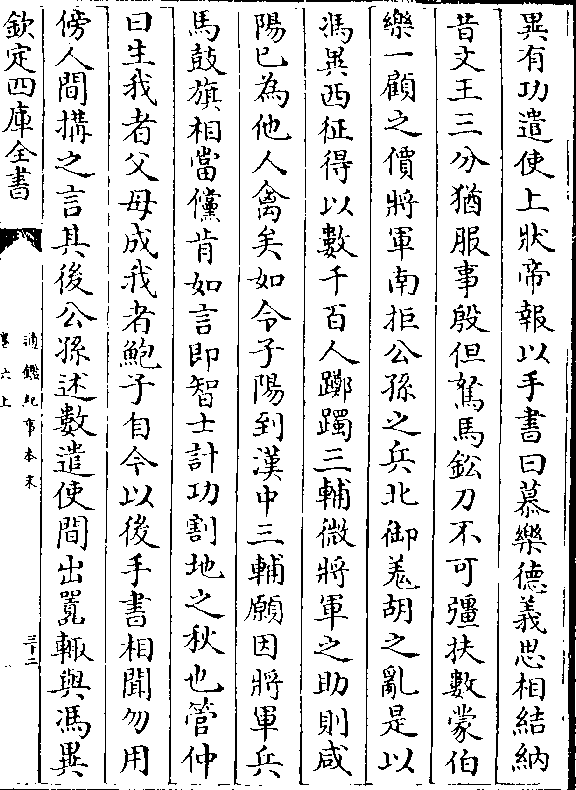 異有功遣使上狀帝報以手書曰慕樂德義思相結納
昔文王三分猶服事殷但駑馬鈆刀不可彊扶數蒙伯
樂一顧之價將軍南拒公孫之兵北御羗胡之亂是以
馮異西征得以數千百人躑躅三輔微將軍之助則咸
陽已為他人禽矣如令子陽到漢中三輔願因將軍兵
馬鼓旗相當儻肯如言即智士計功割地之秋也管仲
曰生我者父母成我者鮑子自今以後手書相聞勿用
傍人間搆之言其後公孫述數遣使間出囂輙與馮異
欽定四庫全書
通鑑紀事本末
卷六上
三十二